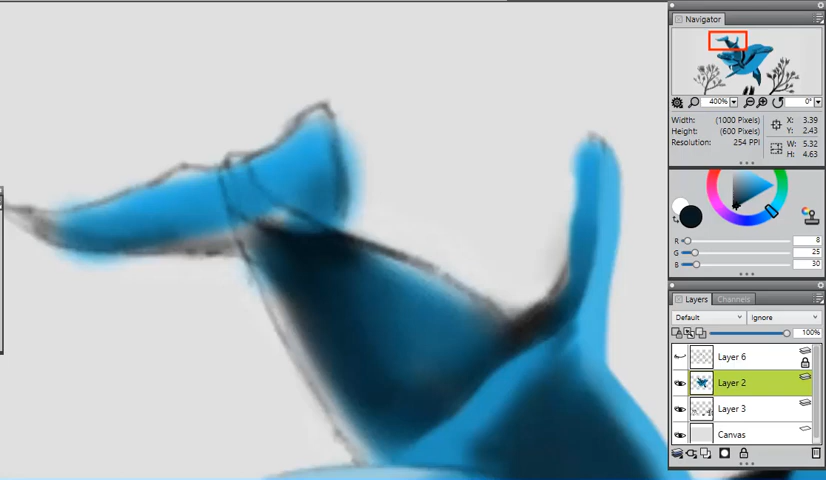 Navigator
400%
0°
Width: (1000 Pixels)
Height: (600 Pixels)
Resolution: 254 PPI
X: 3.39
Y: 2.43
W: 5.32
H: 4.63
R 8
G 25
B 30
Layers Channels
Default Ignore
100%
Layer 6
Layer 2
Layer 3
Canvas